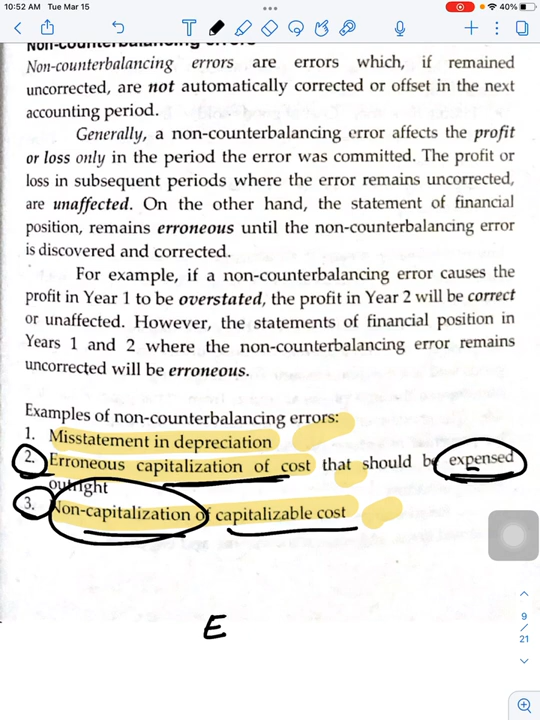 10:52 AM Tue Mar 15
40%
Non-counterbalancing errors
Non-counterbalancing errors are errors which, if remained
uncorrected, are not automatically corrected or offset in the next
accounting period.
Generally, a non-counterbalancing error affects the profit
or loss only in the period the error was committed. The profit or
loss in subsequent periods where the error remains uncorrected,
are unaffected. On the other hand, the statement of financial
position, remains erroneous until the non-counterbalancing error
is discovered and corrected.
For example, if a non-counterbalancing error causes the
profit in Year 1 to be overstated, the profit in Year 2 will be correct
or unaffected. However, the statements of financial position in
Years 1 and 2 where the non-counterbalancing error remains
uncorrected will be erroneous.
Examples of non-counterbalancing errors:
1. Misstatement in depreciation
2. Erroneous capitalization of cost that should be expensed
outright
3. Non-capitalization of capitalizable cost
E
9
/
21